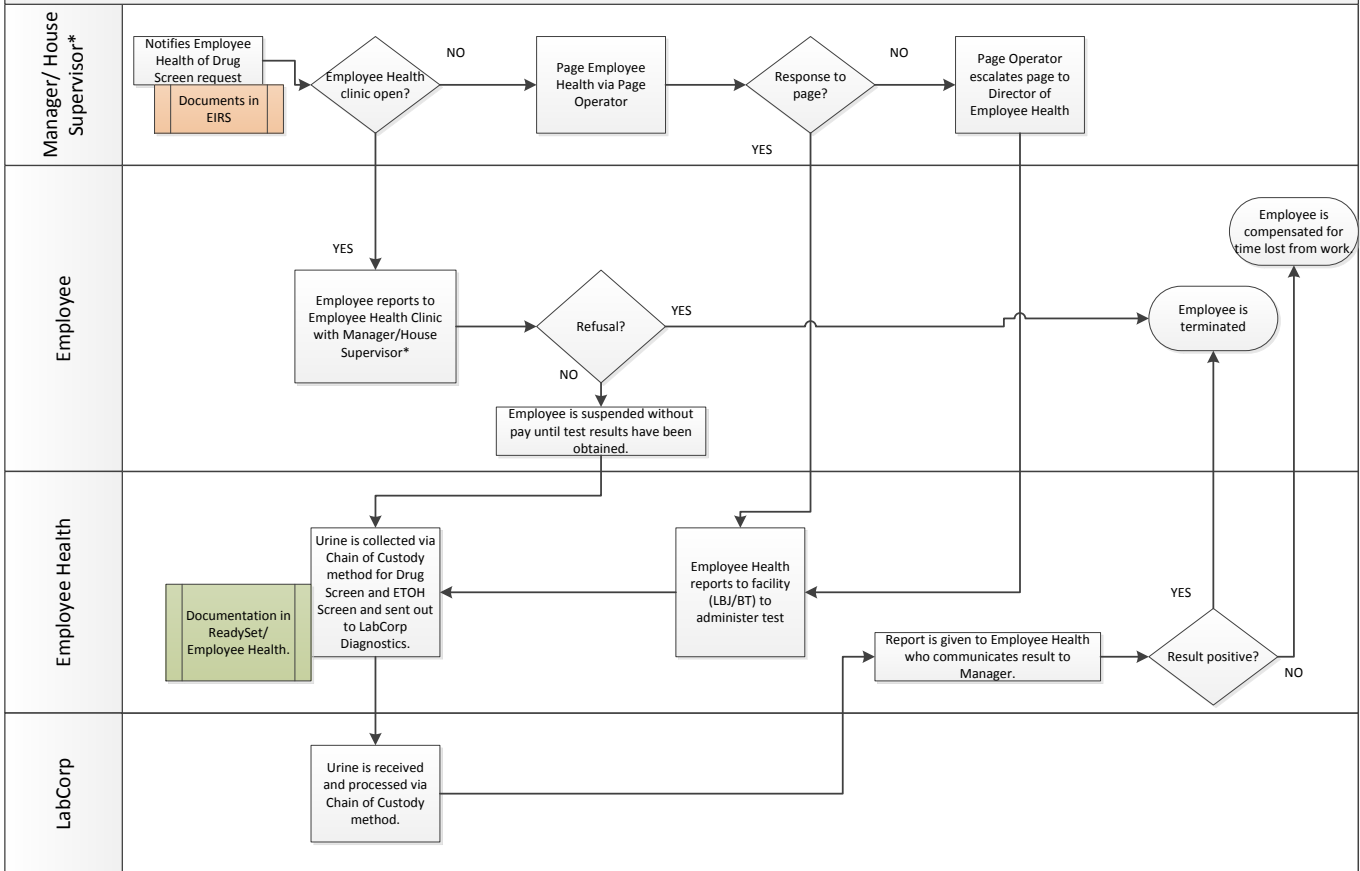 Manager/ House
Supervisor*
Notifies Employee
Health of Drug
Screen request
Documents in
EIRS
Employee Health
clinic open?
NO
Page Employee
Health via Page
Operator
Response to
page?
NO
Page Operator
escalates page to
Director of
Employee Health
YES
Employee
YES
Employee reports to
Employee Health Clinic
with Manager/House
Supervisor*
Refusal?
YES
NO
Employee is suspended without
pay until test results have been
obtained.
Employee is
terminated
Employee is
compensated for
time lost from work.
Employee Health
Documentation in
ReadySet/
Employee Health.
Urine is collected via
Chain of Custody
method for Drug
Screen and ETOH
Screen and sent out
to LabCorp
Diagnostics.
Employee Health
reports to facility
(LBJ/BT) to
administer test
Report is given to Employee Health
who communicates result to
Manager.
YES
Result positive?
NO
LabCorp
Urine is received
and processed via
Chain of Custody
method.